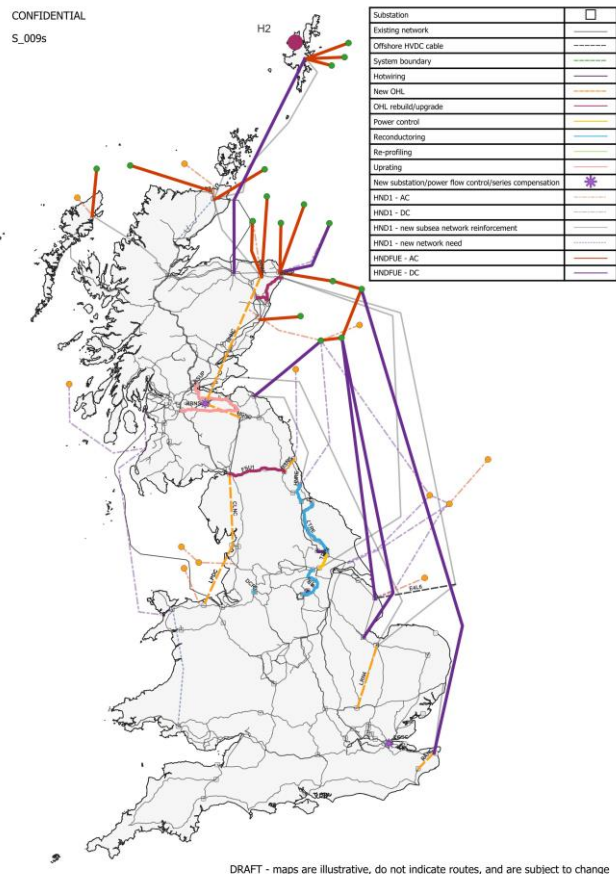 CONFIDENTIAL
S_009s
H2
Substation
Existing network
Offshore HVDC cable
System boundary
Hotwiring
New OHL
OHL rebuild/upgrade
Power control
Reconductoring
Re-profiling
Uprating
New substation/power flow control/series compensation
HND1 - AC
HND1 - DC
HND1 - new subsea network reinforcement
HND1 - new network need
HNDFUE - AC
HNDFUE - DC
CLNC
DRAFT - maps are illustrative, do not indicate routes, and are subject to change